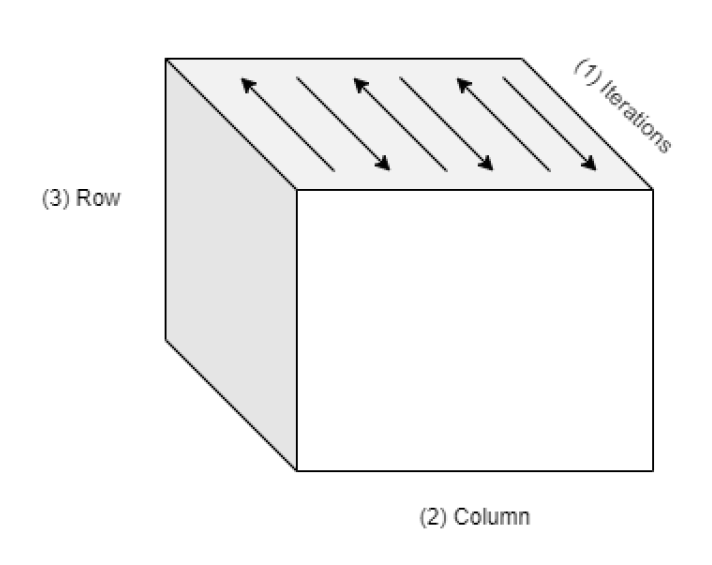 (1) Iterations
(3) Row
(2) Column